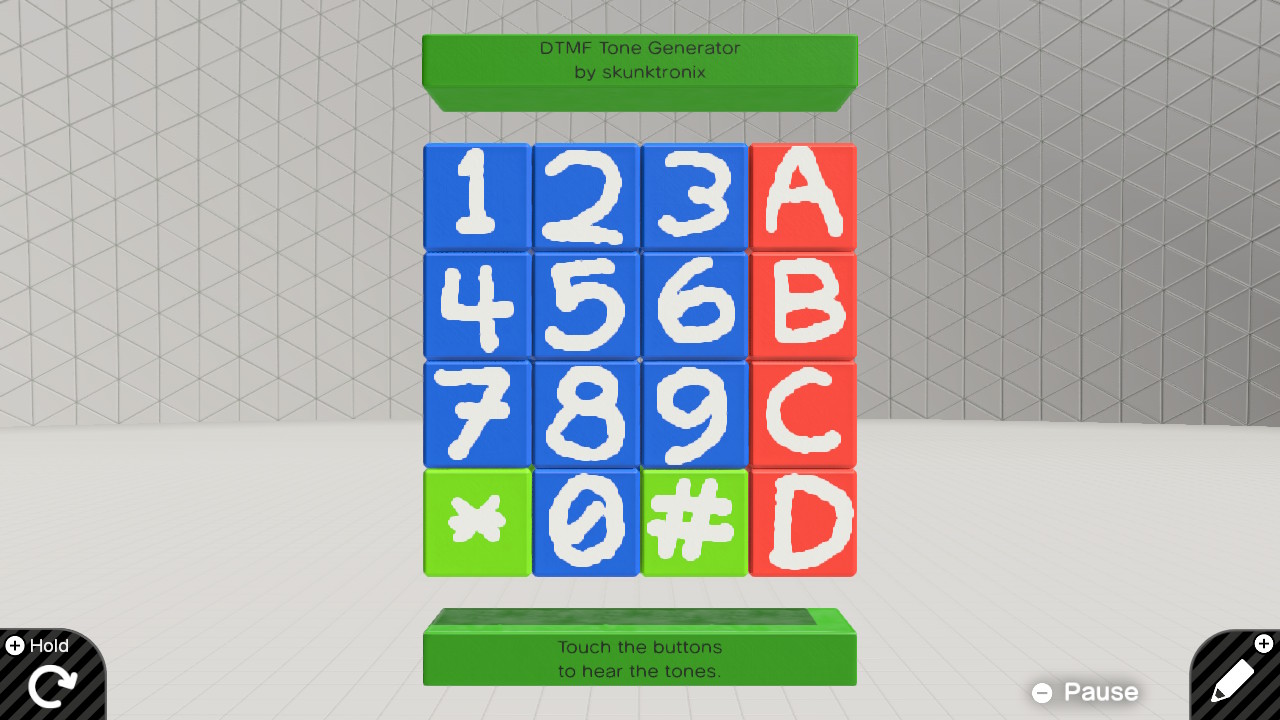 DTMF Tone Generator
by skunktronix
1 2 3 A
4 5 6 B
7 8 9 C
* 0 # D
Touch the buttons
to hear the tones.
+ Hold
- Pause
+